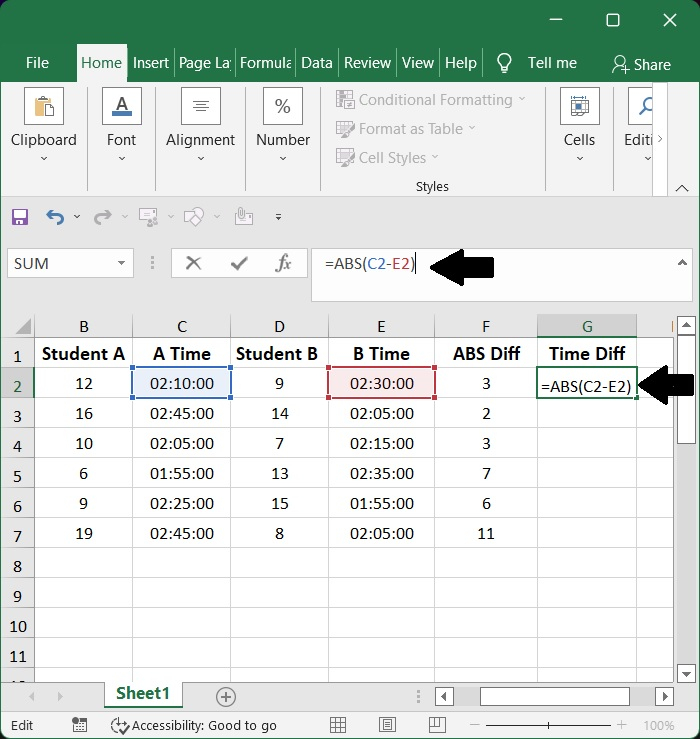 File Home Insert Page La Formula Data Review View Help Tell me Share
Clipboard Font Alignment Number Cells Editi
Conditional Formatting
Format as Table
Cell Styles
Styles
SUM =ABS(C2-E2)
B C D E F G
1 Student A A Time Student B B Time ABS Diff Time Diff
2 12 02:10:00 9 02:30:00 3 =ABS(C2-E2)
3 16 02:45:00 14 02:05:00 2
4 10 02:05:00 7 02:15:00 3
5 6 01:55:00 13 02:35:00 7
6 9 02:25:00 15 01:55:00 6
7 19 02:45:00 8 02:05:00 11
8
9
10
11
Sheet1
Edit Accessibility: Good to go 100%